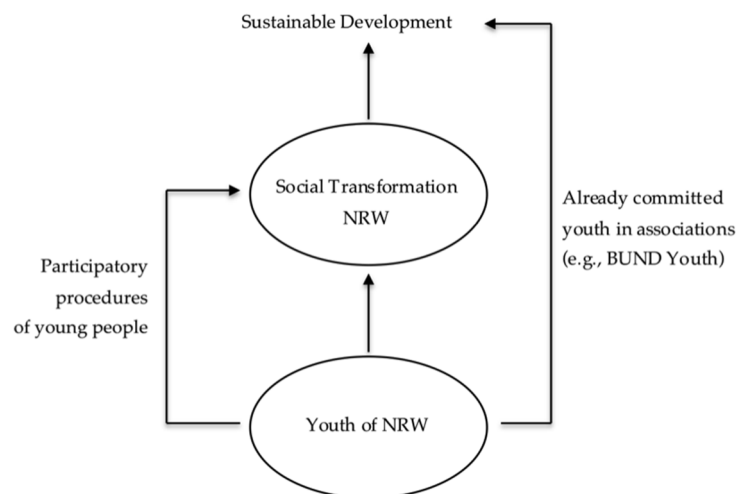 Sustainable Development
Social Transformation
NRW
Already committed
youth in associations
(e.g., BUND Youth)
Participatory
procedures
of young people
Youth of NRW